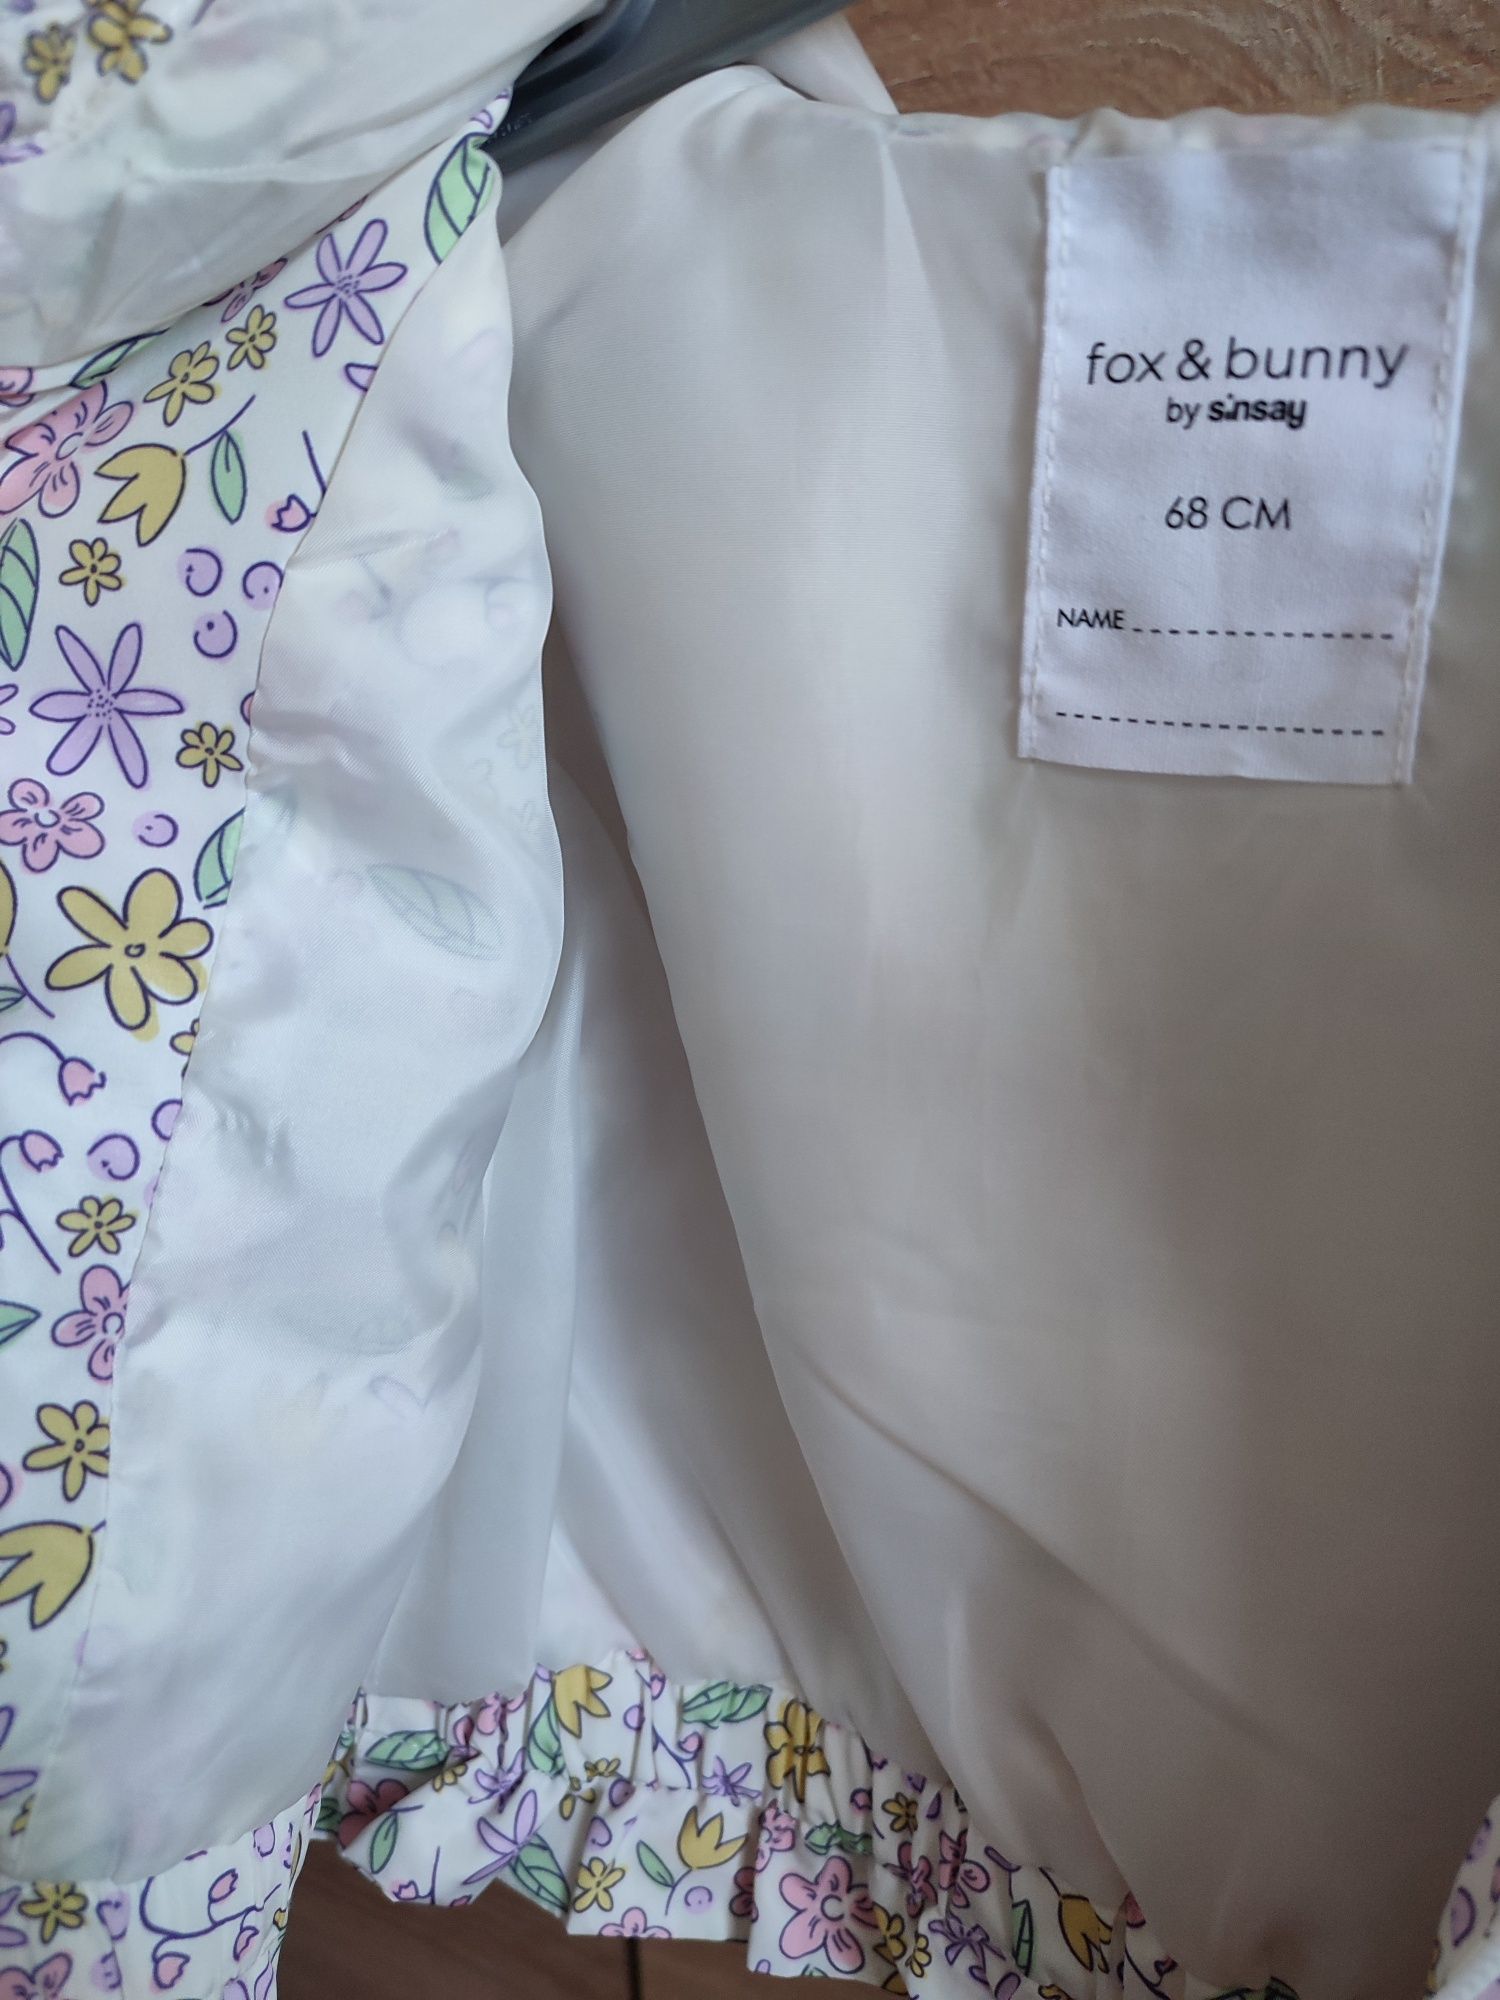 fox & bunny
by sinsay
68 CM
NAME